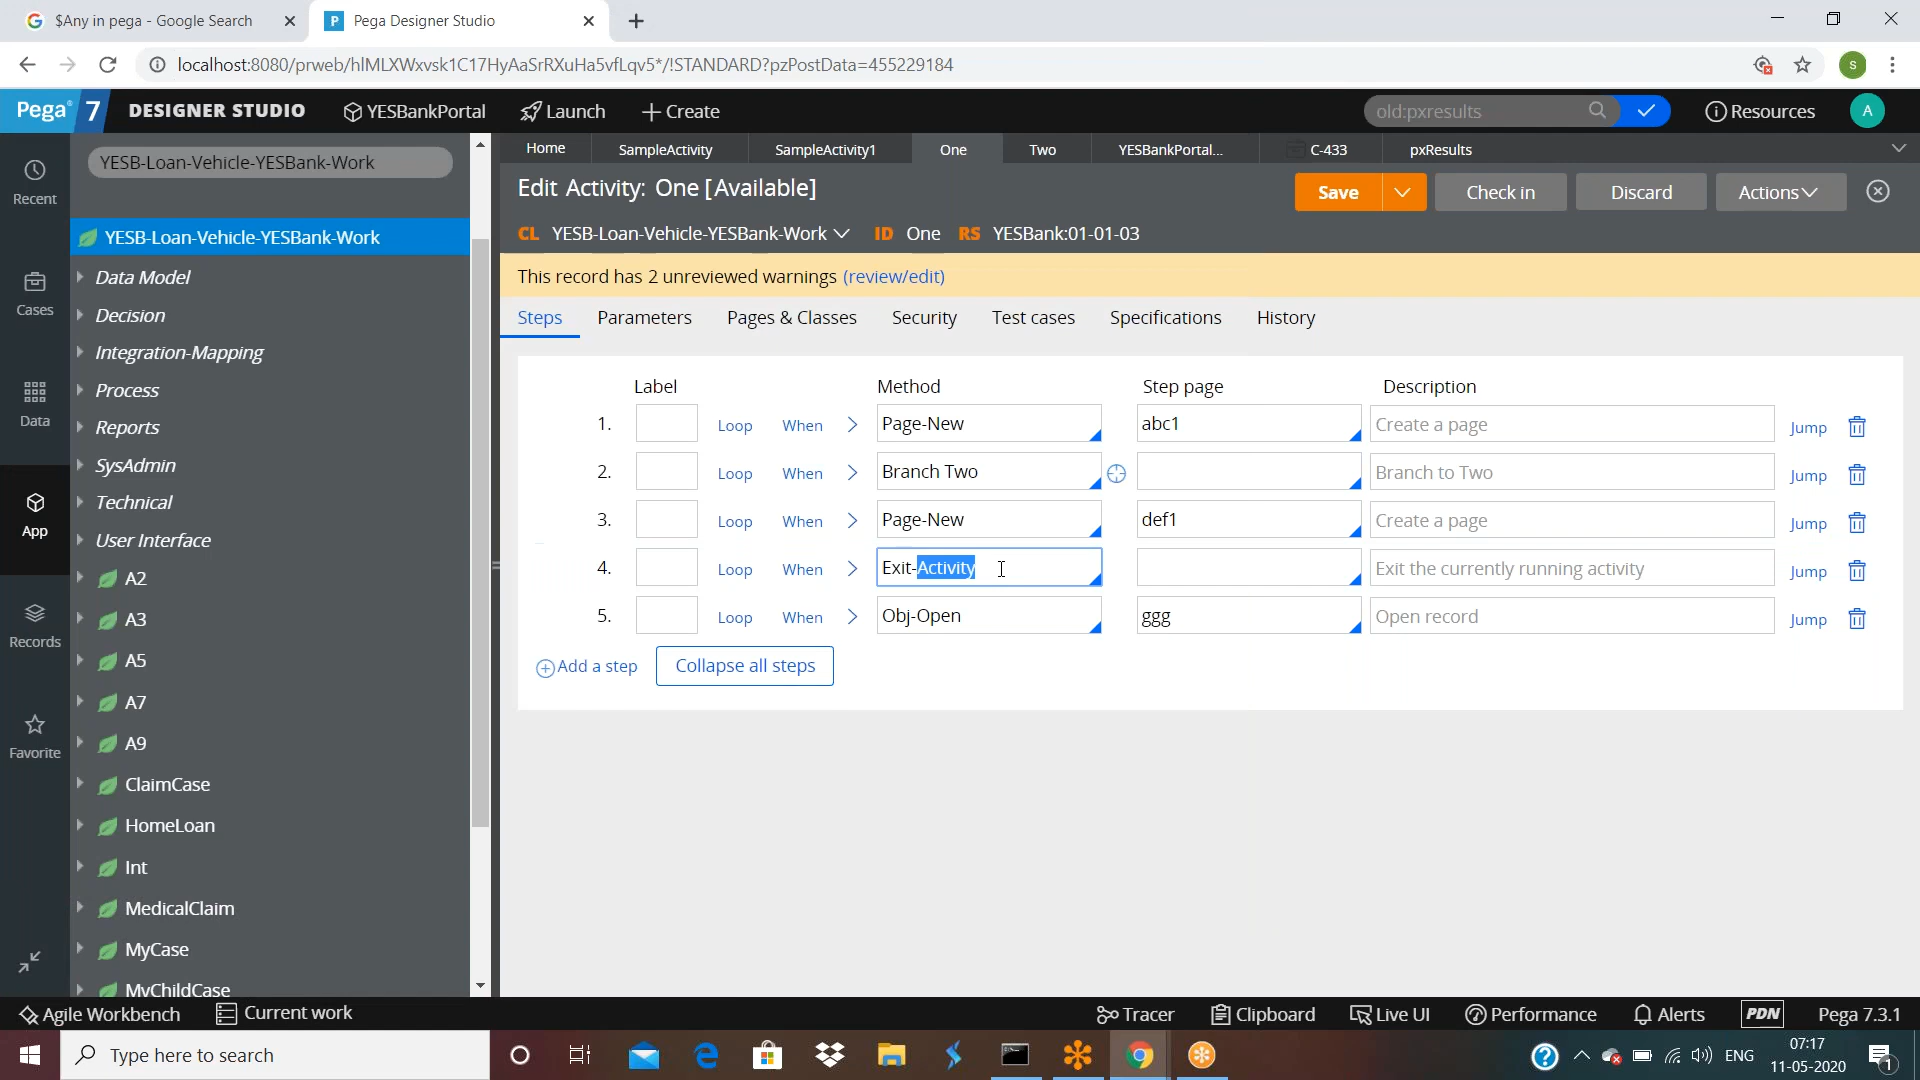 $Any in pega - Google Search
Pega Designer Studio
localhost:8080/prweb/hlMLXWxvsk1C17HyAaSrRXuHa5vfLqv5*/!STANDARD?pzPostData=455229184
s
Pega 7 DESIGNER STUDIO YESBankPortal Launch Create old:pxresults Resources A
YESB-Loan-Vehicle-YESBank-Work
Home SampleActivity SampleActivity1 One Two YESBankPortal... C-433 pxResults
Edit Activity: One [Available]
Save Check in Discard Actions
CL YESB-Loan-Vehicle-YESBank-Work ID One RS YESBank:01-01-03
This record has 2 unreviewed warnings (review/edit)
Steps Parameters Pages & Classes Security Test cases Specifications History
Label Method Step page Description
1. Loop When Page-New abc1 Create a page Jump
2. Loop When Branch Two Branch to Two Jump
3. Loop When Page-New def1 Create a page Jump
4. Loop When Exit-Activity Exit the currently running activity Jump
5. Loop When Obj-Open ggg Open record Jump
Add a step Collapse all steps
Recent
Cases
Data
App
Records
Favorite
YESB-Loan-Vehicle-YESBank-Work
Data Model
Decision
Integration-Mapping
Process
Reports
SysAdmin
Technical
User Interface
A2
A3
A5
A7
A9
ClaimCase
HomeLoan
Int
MedicalClaim
MyCase
MyChildCase
Agile Workbench Current work Tracer Clipboard Live UI Performance Alerts PDN Pega 7.3.1
Type here to search
ENG
07:17
11-05-2020
1